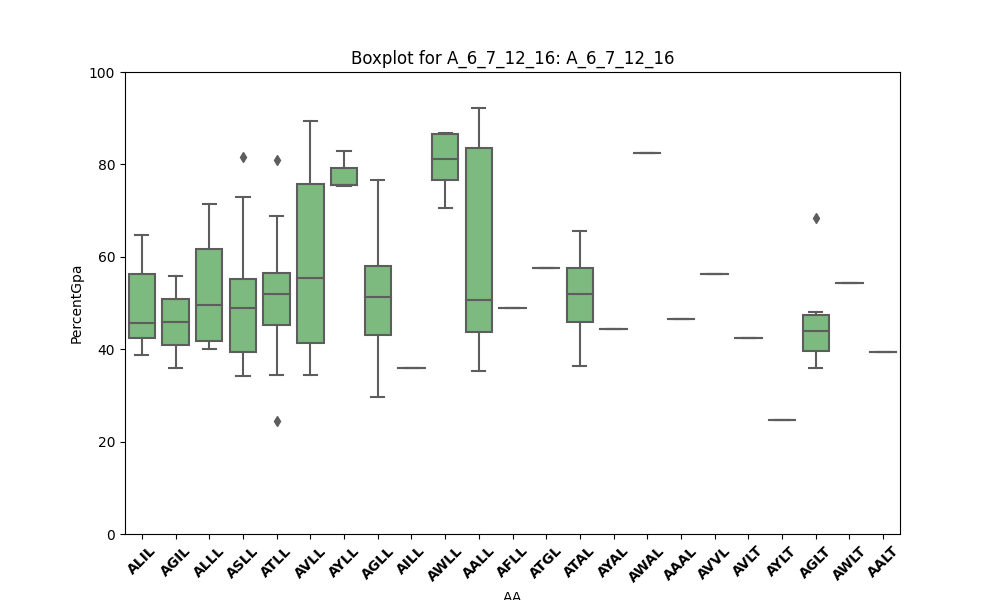 Boxplot for A_6_7_12_16: A_6_7_12_16
100
80
60
40
20
0
PercentGpa
ALIL AGIL ALLL ASLL ATLL AVLL AYLL AGLL AILL AWLL AALL AFLL ATGL ATAL AYAL AWAL AAAL AVVL AVLT AYLT AGLT AWLT AALT
AA